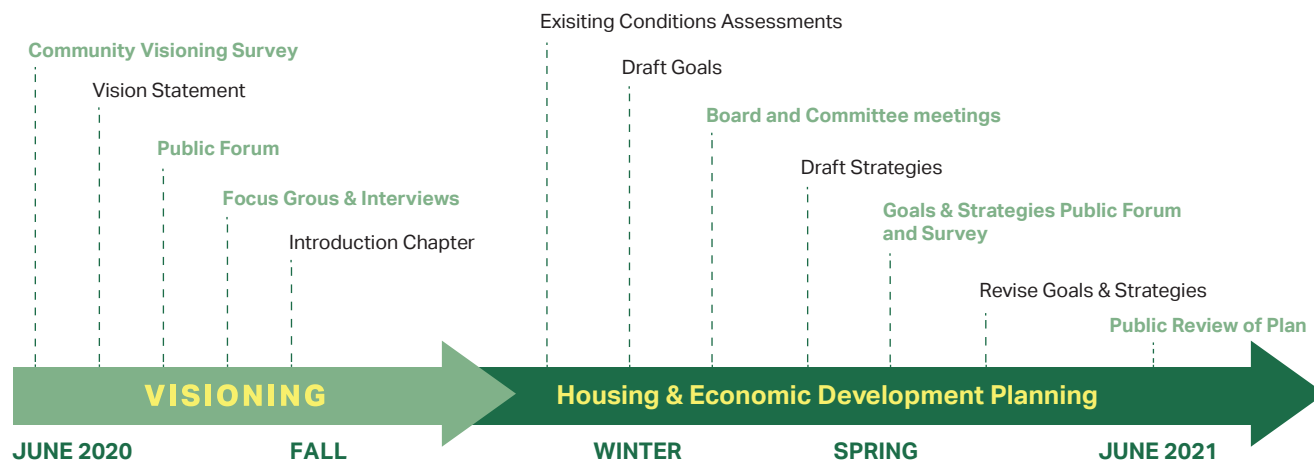 Community Visioning Survey
Vision Statement
Public Forum
Focus Grous & Interviews
Introduction Chapter
Exisiting Conditions Assessments
Draft Goals
Board and Committee meetings
Draft Strategies
Goals & Strategies Public Forum
and Survey
Revise Goals & Strategies
Public Review of Plan
VISIONING
Housing & Economic Development Planning
JUNE 2020
FALL
WINTER
SPRING
JUNE 2021